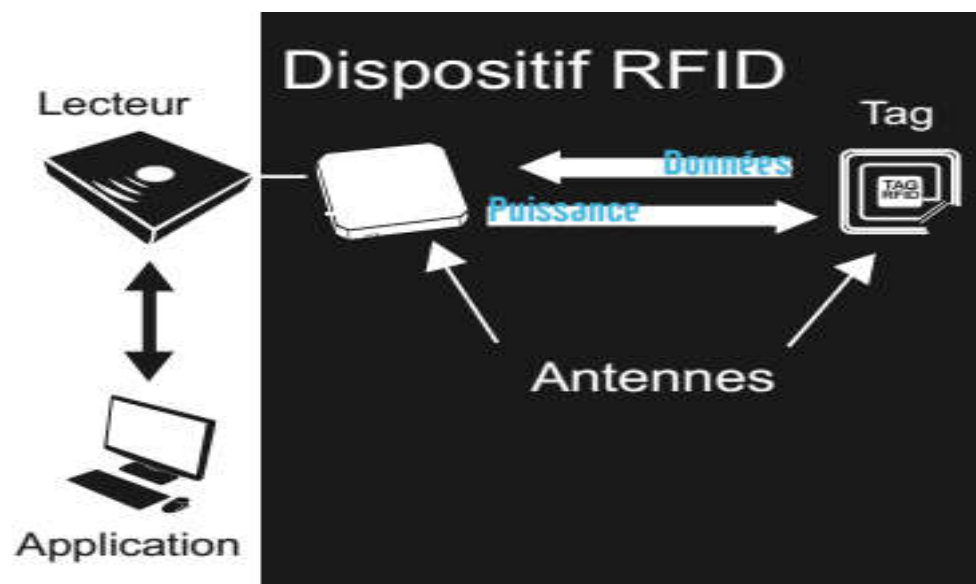 Dispositif RFID
Lecteur
Tag
Données
TAG
RFID
Puissance
Antennes
Application